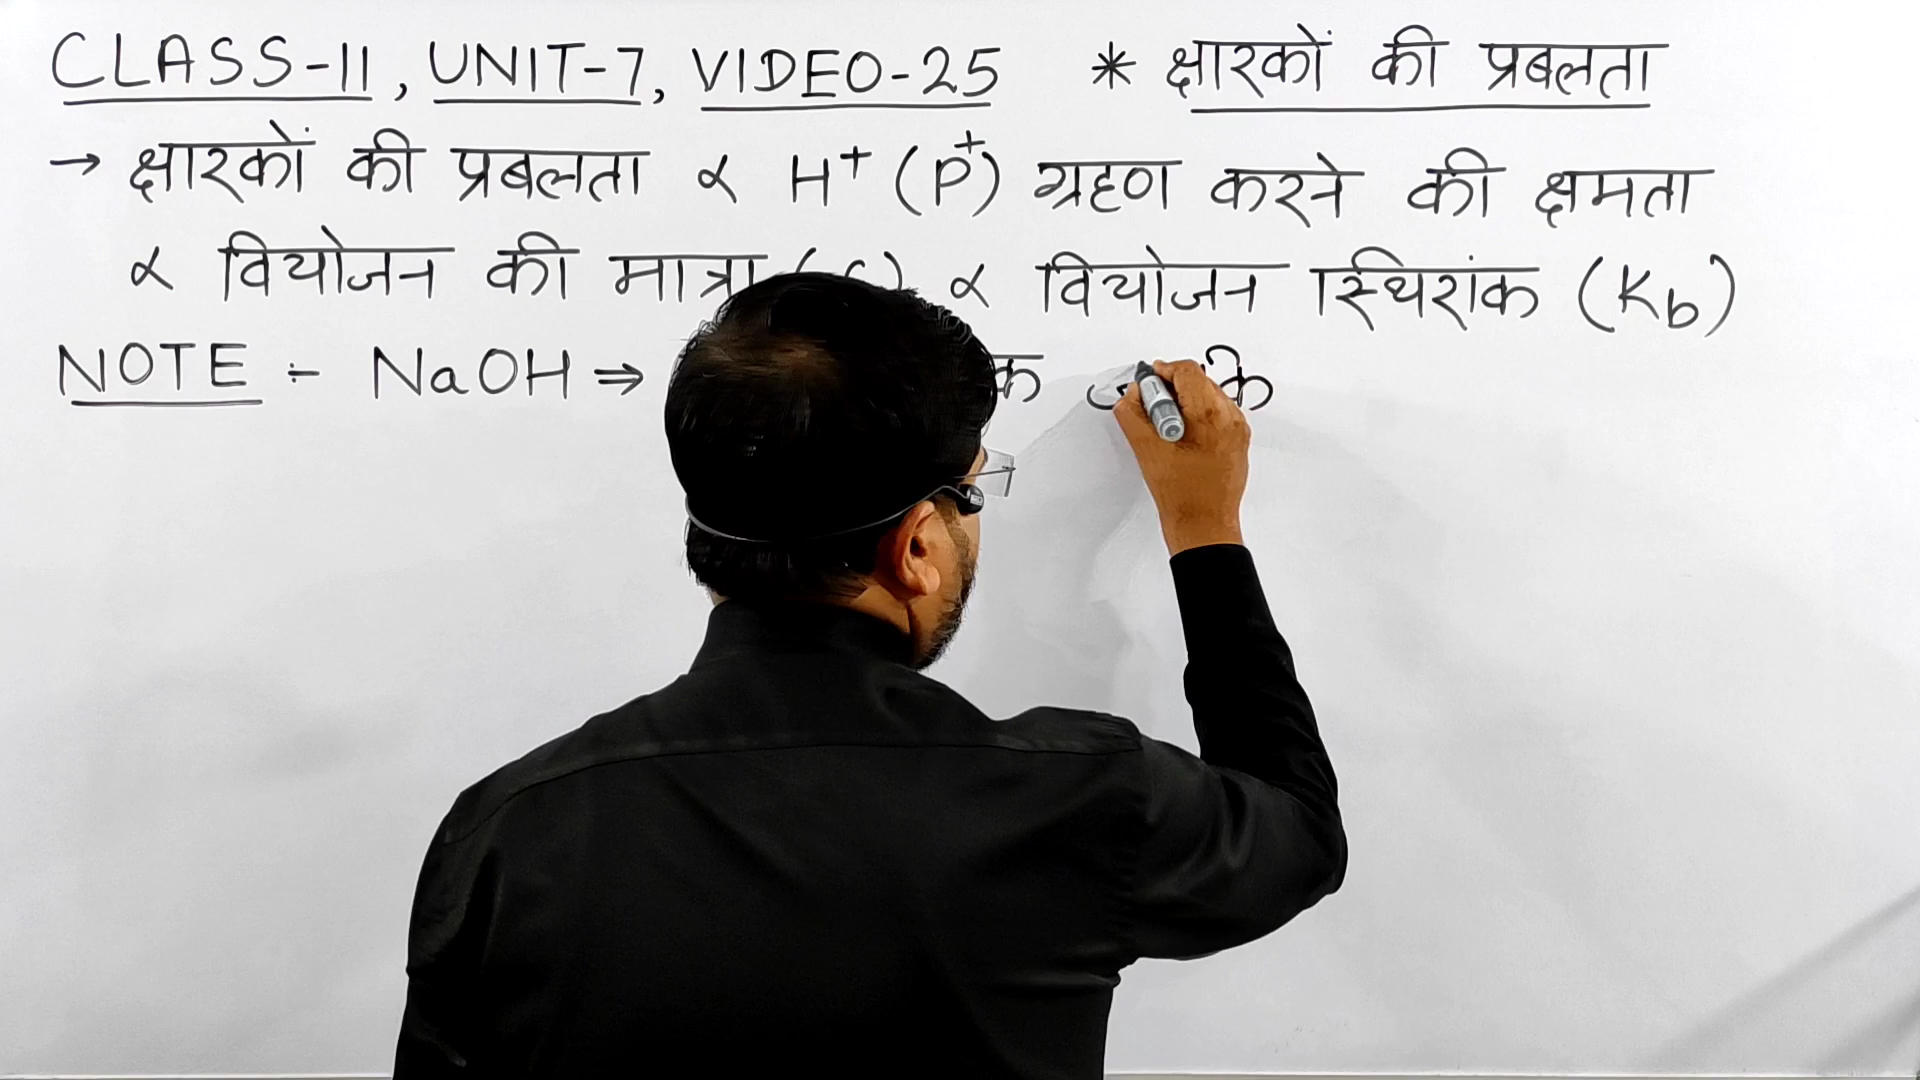 CLASS-11, UNIT-7, VIDEO-25 * क्षारकों की प्रबलता
→ क्षारकों की प्रबलता ∝ H⁺ (P⁺) ग्रहण करने की क्षमता
∝ वियोजन की मात्रा ∝ वियोजन स्थिरांक (Kb)
NOTE :- NaOH ⇒